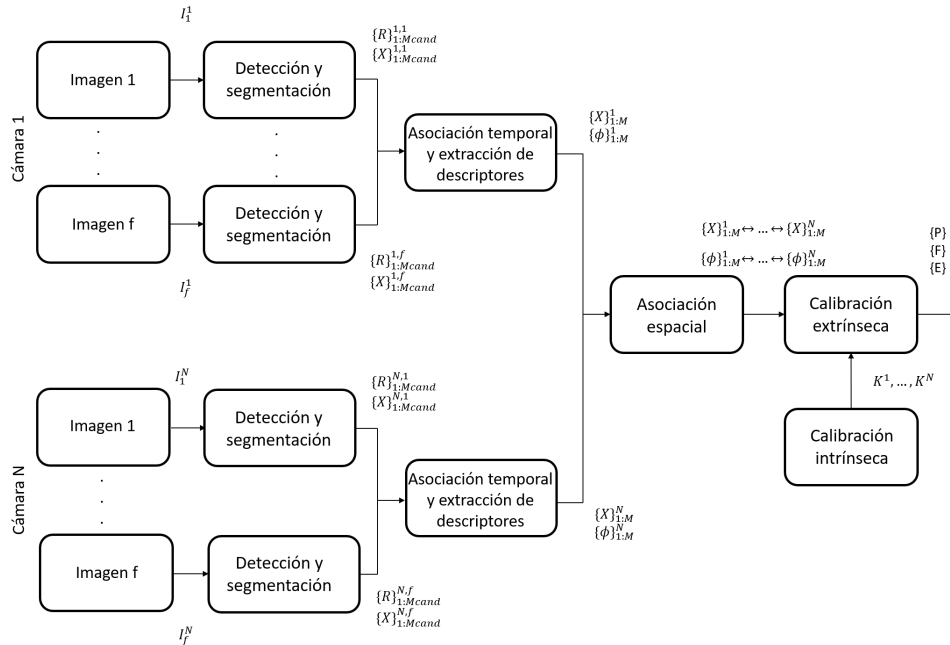 I_1^1
{R}_{1:Mcand}^{1,1}
{X}_{1:Mcand}^{1,1}
Cámara 1
Imagen 1
Detección y
segmentación
.
.
.
.
.
.
Asociación temporal
y extracción de
descriptores
{X}_{1:M}^1
{ϕ}_{1:M}^1
Imagen f
Detección y
segmentación
I_f^1
{R}_{1:Mcand}^{1,f}
{X}_{1:Mcand}^{1,f}
{X}_{1:M}^1 ↔ ... ↔ {X}_{1:M}^N
{ϕ}_{1:M}^1 ↔ ... ↔ {ϕ}_{1:M}^N
{P}
{F}
{E}
Asociación
espacial
Calibración
extrínseca
K^1, ..., K^N
Calibración
intrínseca
I_1^N
{R}_{1:Mcand}^{N,1}
{X}_{1:Mcand}^{N,1}
Cámara N
Imagen 1
Detección y
segmentación
.
.
.
Asociación temporal
y extracción de
descriptores
{X}_{1:M}^N
{ϕ}_{1:M}^N
Imagen f
Detección y
segmentación
I_f^N
{R}_{1:Mcand}^{N,f}
{X}_{1:Mcand}^{N,f}